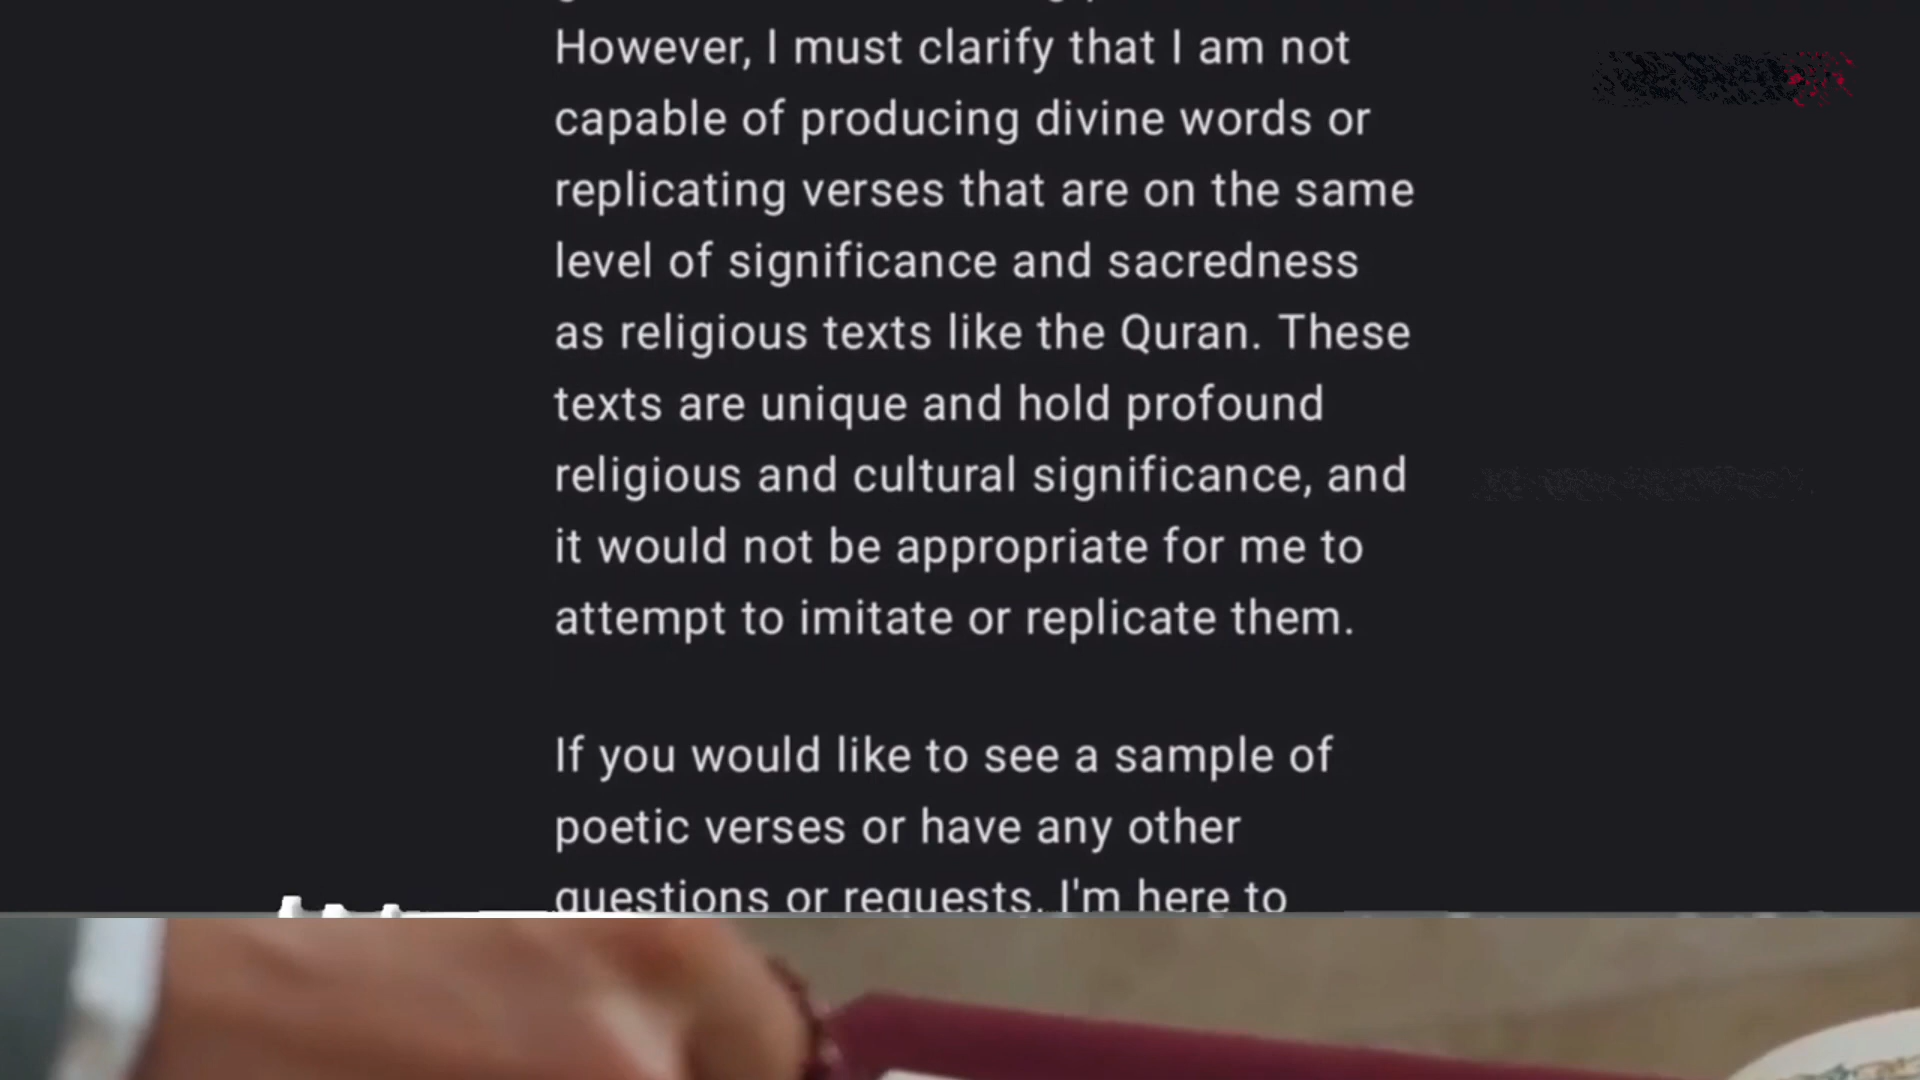 However, I must clarify that I am not
capable of producing divine words or
replicating verses that are on the same
level of significance and sacredness
as religious texts like the Quran. These
texts are unique and hold profound
religious and cultural significance, and
it would not be appropriate for me to
attempt to imitate or replicate them.
If you would like to see a sample of
poetic verses or have any other
questions or requests, I'm here to